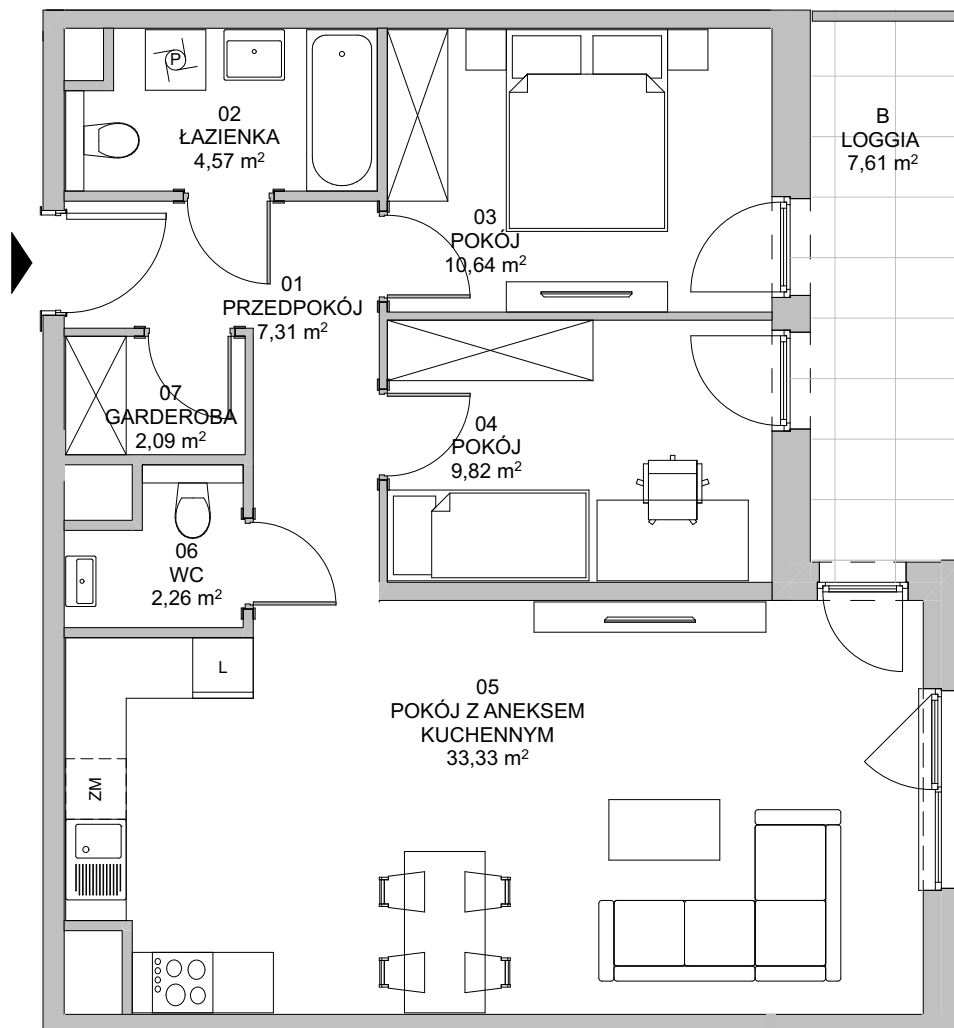 P
02
ŁAZIENKA
4,57 m²
B
LOGGIA
7,61 m²
03
POKÓJ
10,64 m²
01
PRZEDPOKÓJ
7,31 m²
07
GARDEROBA
2,09 m²
04
POKÓJ
9,82 m²
06
WC
2,26 m²
L
05
POKÓJ Z ANEKSEM
KUCHENNYM
33,33 m²
ZM